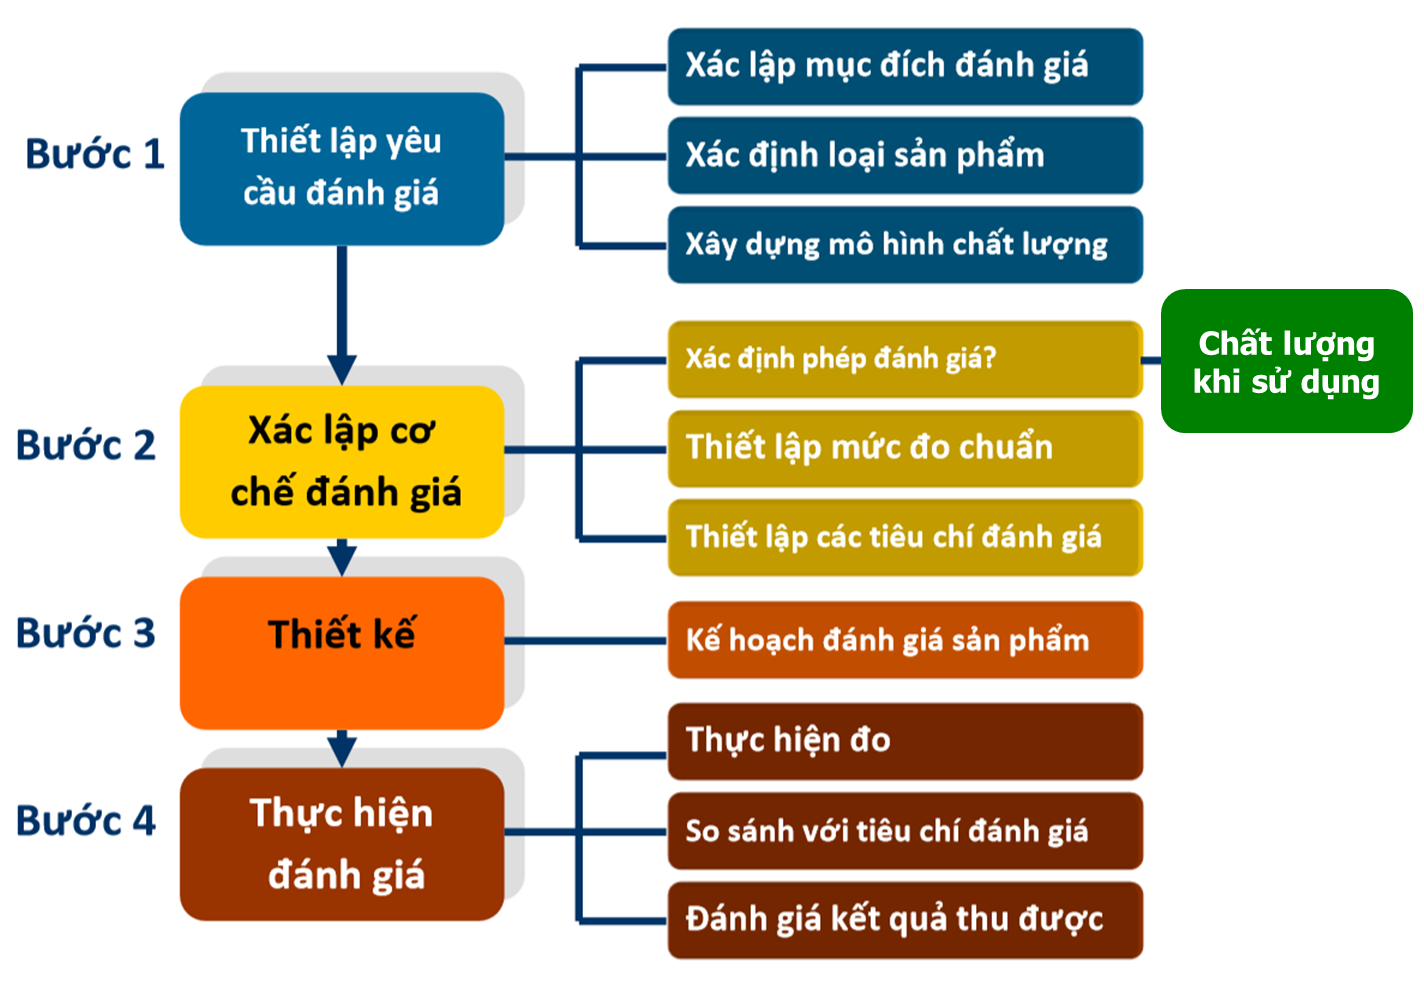 Bước 1
Thiết lập yêu
cầu đánh giá
Xác lập mục đích đánh giá
Xác định loại sản phẩm
Xây dựng mô hình chất lượng
Bước 2
Xác lập cơ
chế đánh giá
Xác định phép đánh giá?
Chất lượng
khi sử dụng
Thiết lập mức đo chuẩn
Thiết lập các tiêu chí đánh giá
Bước 3
Thiết kế
Kế hoạch đánh giá sản phẩm
Bước 4
Thực hiện
đánh giá
Thực hiện đo
So sánh với tiêu chí đánh giá
Đánh giá kết quả thu được